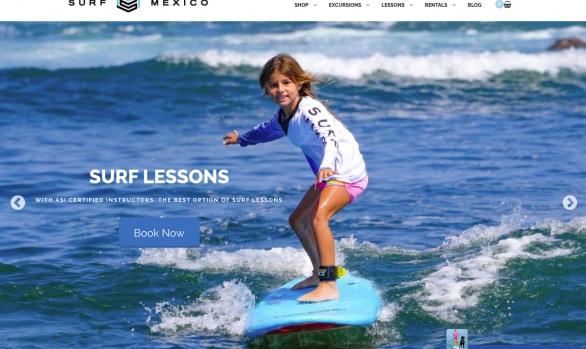 SURF MEXICO
SHOP EXCURSIONS LESSONS RENTALS BLOG 0
SURF
SURF LESSONS
WITH ASI CERTIFIED INSTRUCTORS, THE BEST OPTION OF SURF LESSONS
Book Now